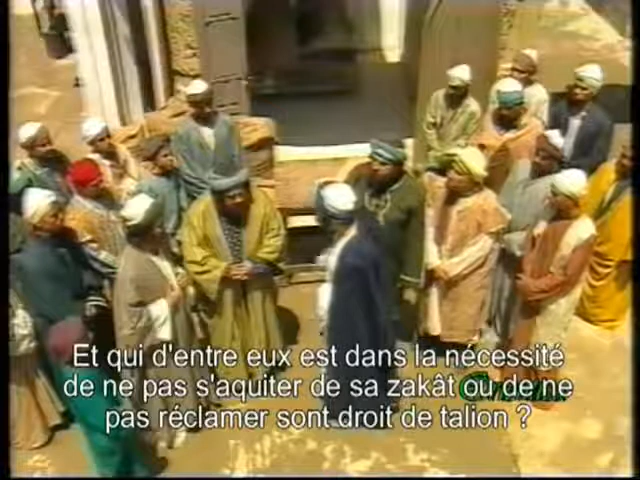 Et qui d'entre eux est dans la nécessité
de ne pas s'aquiter de sa zakât où de ne
pas réclamer sont droit de talion ?